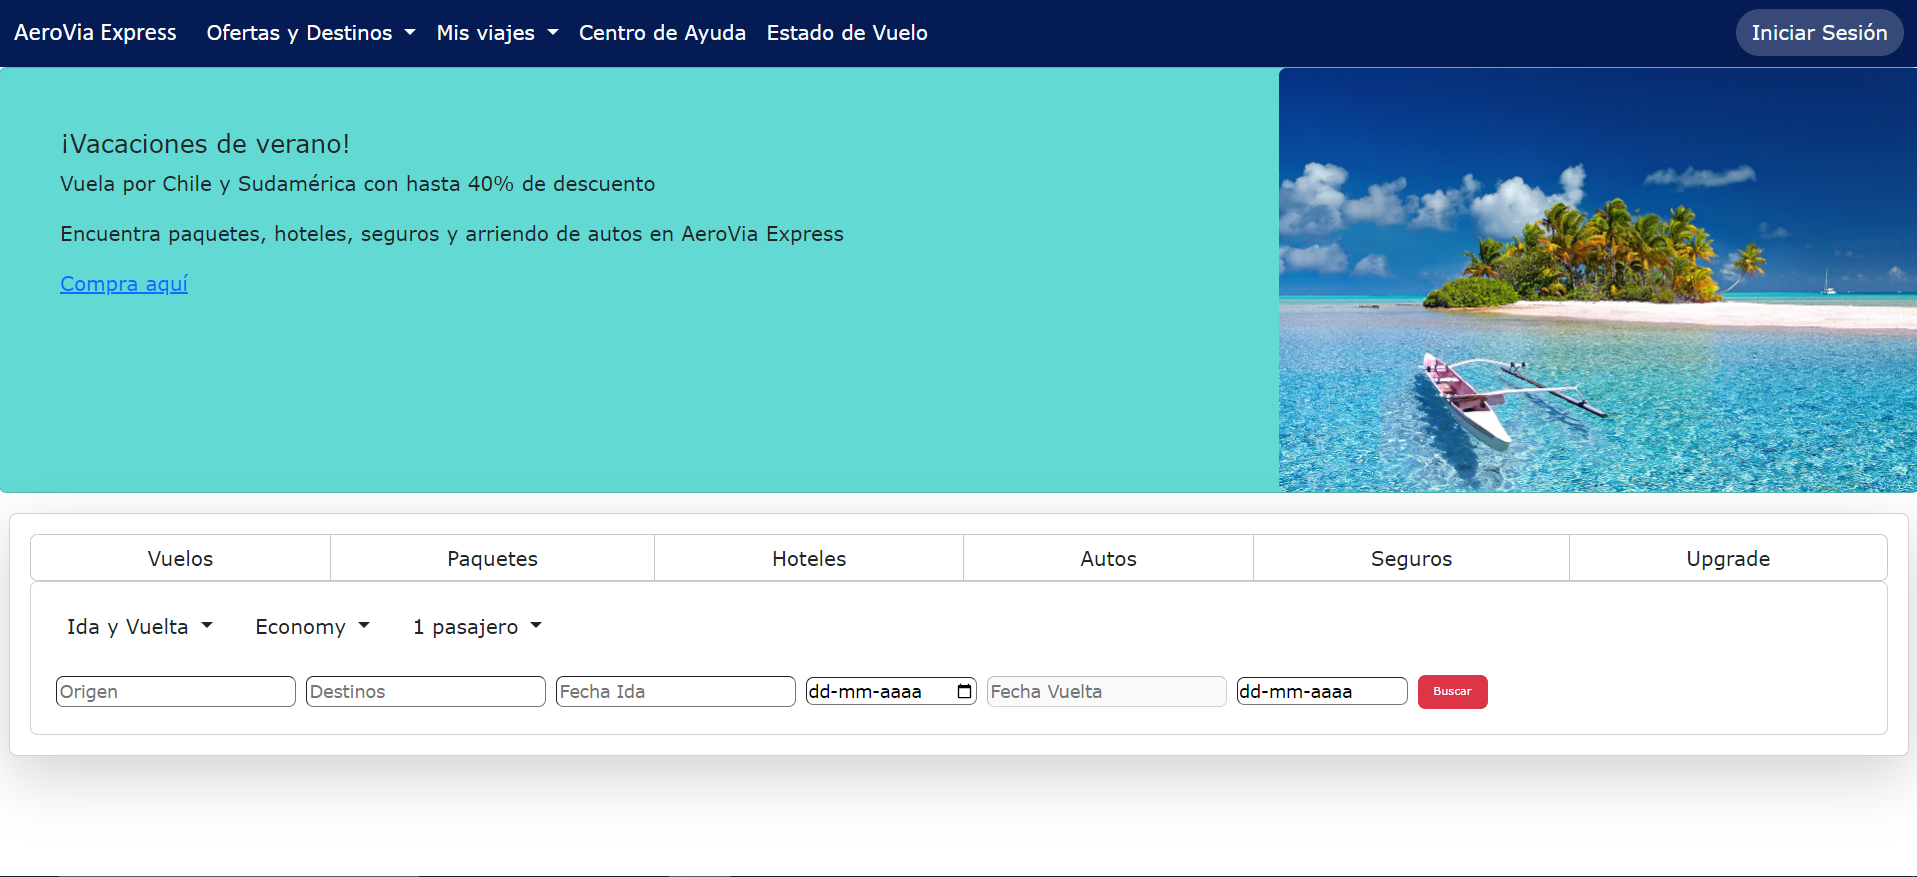 AeroVia Express Ofertas y Destinos Mis viajes Centro de Ayuda Estado de Vuelo Iniciar Sesión
¡Vacaciones de verano!
Vuela por Chile y Sudamérica con hasta 40% de descuento
Encuentra paquetes, hoteles, seguros y arriendo de autos en AeroVia Express
Compra aquí
Vuelos Paquetes Hoteles Autos Seguros Upgrade
Ida y Vuelta Economy 1 pasajero
Origen Destinos Fecha Ida dd-mm-aaaa Fecha Vuelta dd-mm-aaaa Buscar